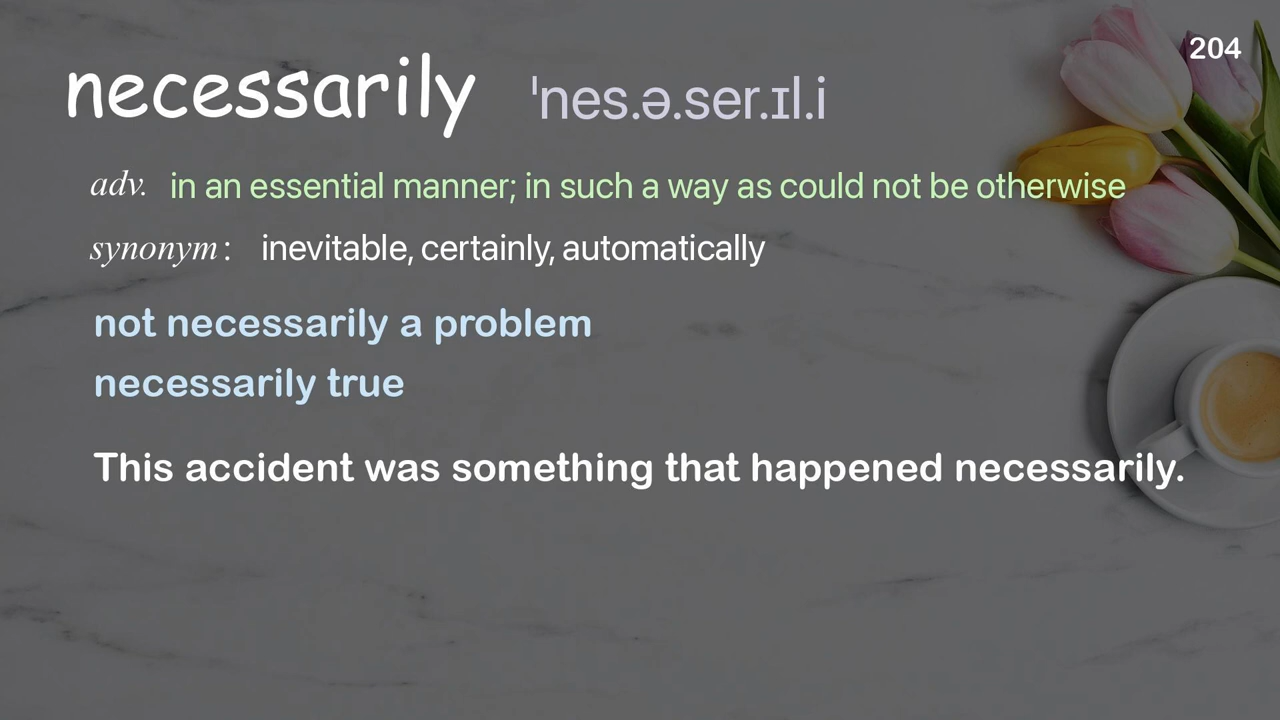 204
necessarily ˈnes.ə.ser.ɪl.i
adv. in an essential manner; in such a way as could not be otherwise
synonym: inevitable, certainly, automatically
not necessarily a problem
necessarily true
This accident was something that happened necessarily.